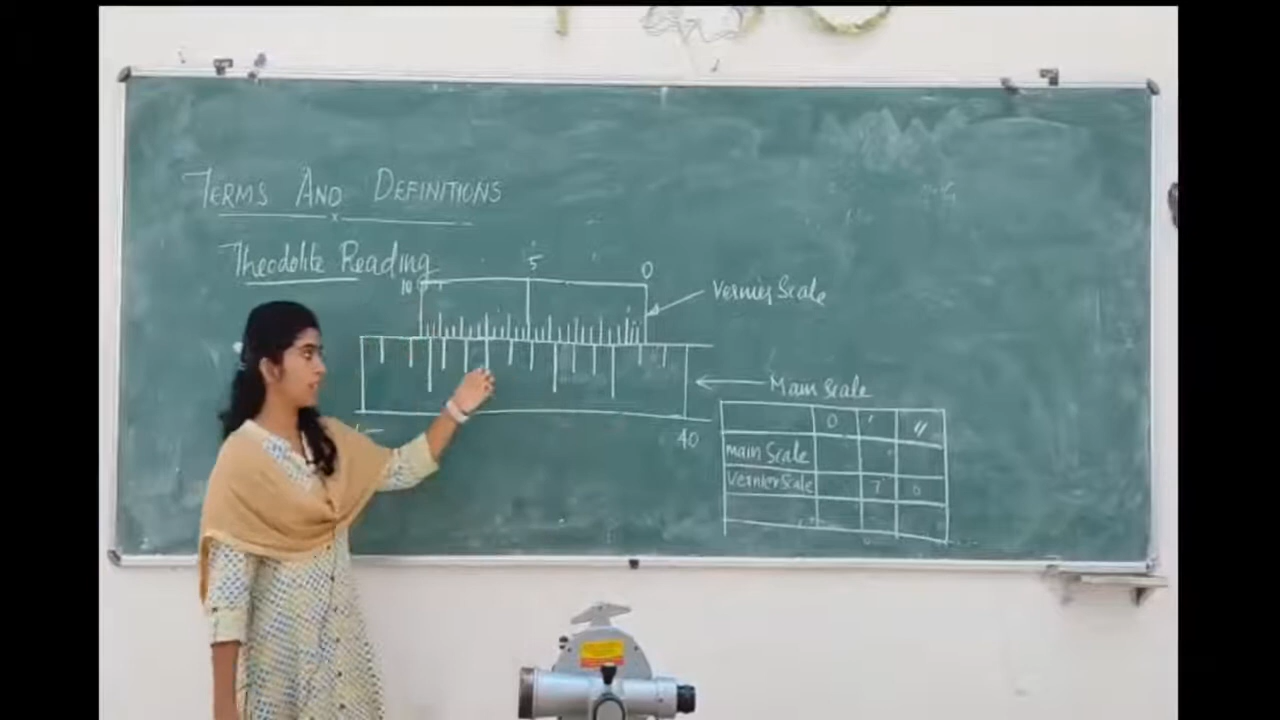 TERMS AND DEFINITIONS
Theodolite Reading
10 5 0
Vernier Scale
Main Scale
40
0 ' "
main Scale
Vernier Scale 7 0